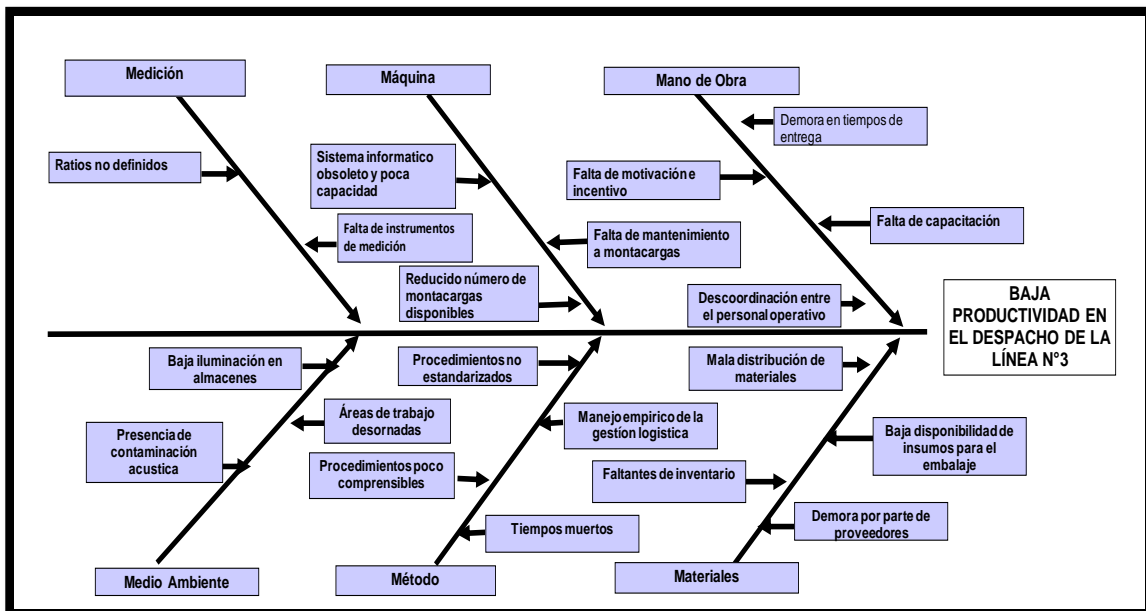 Medición
Máquina
Mano de Obra
Demora en tiempos de
entrega
Ratios no definidos
Sistema informatico
obsoleto y poca
capacidad
Falta de motivación e
incentivo
Falta de instrumentos
de medición
Falta de mantenimiento
a montacargas
Falta de capacitación
Reducido número de
montacargas
disponibles
Descoordinación entre
el personal operativo
BAJA
PRODUCTIVIDAD EN
EL DESPACHO DE LA
LÍNEA N°3
Baja iluminación en
almacenes
Procedimientos no
estandarizados
Mala distribución de
materiales
Áreas de trabajo
desornadas
Manejo empirico de la
gestíon logistica
Baja disponibilidad de
insumos para el
embalaje
Presencia de
contaminación
acustica
Procedimientos poco
comprensibles
Faltantes de inventario
Tiempos muertos
Demora por parte de
proveedores
Medio Ambiente
Método
Materiales